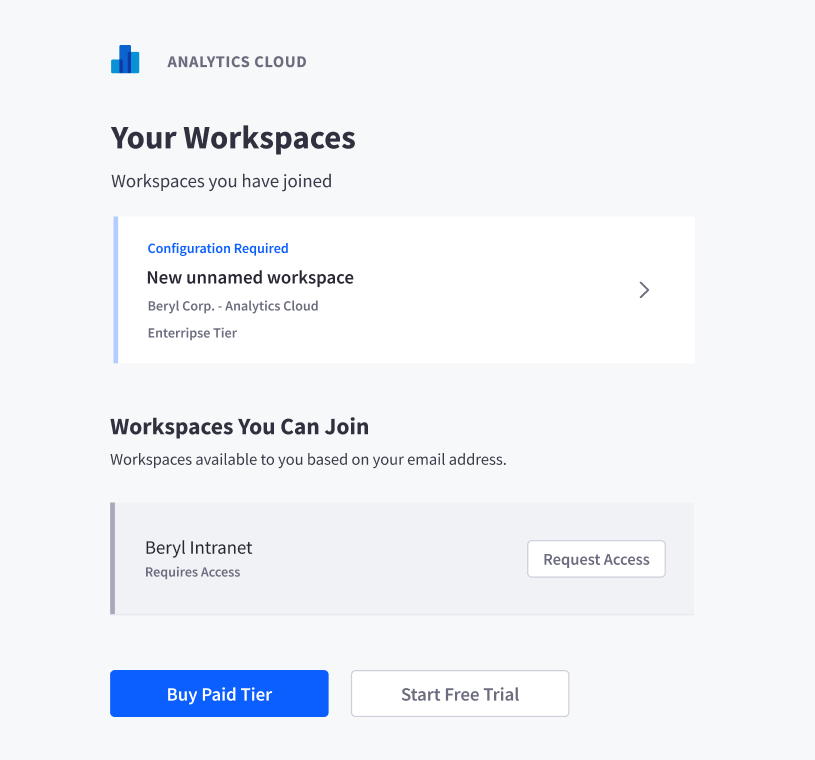 ANALYTICS CLOUD
Your Workspaces
Workspaces you have joined
Configuration Required
New unnamed workspace
Beryl Corp. - Analytics Cloud
Enterripse Tier
Workspaces You Can Join
Workspaces available to you based on your email address.
Beryl Intranet
Requires Access
Request Access
Buy Paid Tier
Start Free Trial